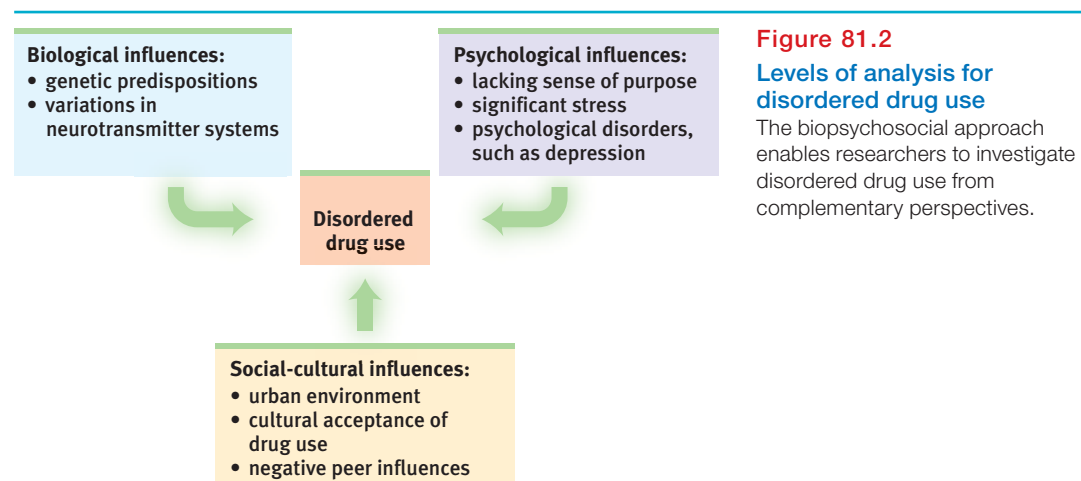 Biological influences:
• genetic predispositions
• variations in
neurotransmitter systems
Psychological influences:
• lacking sense of purpose
• significant stress
• psychological disorders,
such as depression
Disordered
drug use
Social-cultural influences:
• urban environment
• cultural acceptance of
drug use
• negative peer influences
Figure 81.2
Levels of analysis for
disordered drug use
The biopsychosocial approach
enables researchers to investigate
disordered drug use from
complementary perspectives.